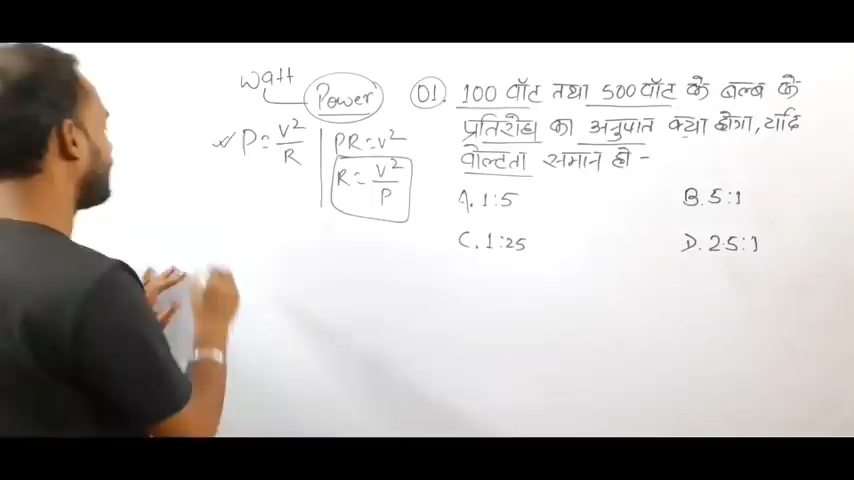 watt
Power
P = V²/R
PR = V²
R = V²/P
01. 100 वॉट तथा 500 वॉट के बल्ब के
प्रतिरोध का अनुपात क्या होगा, यदि
वोल्टता समान हो -
A. 1:5
B. 5:1
C. 1:25
D. 25:1